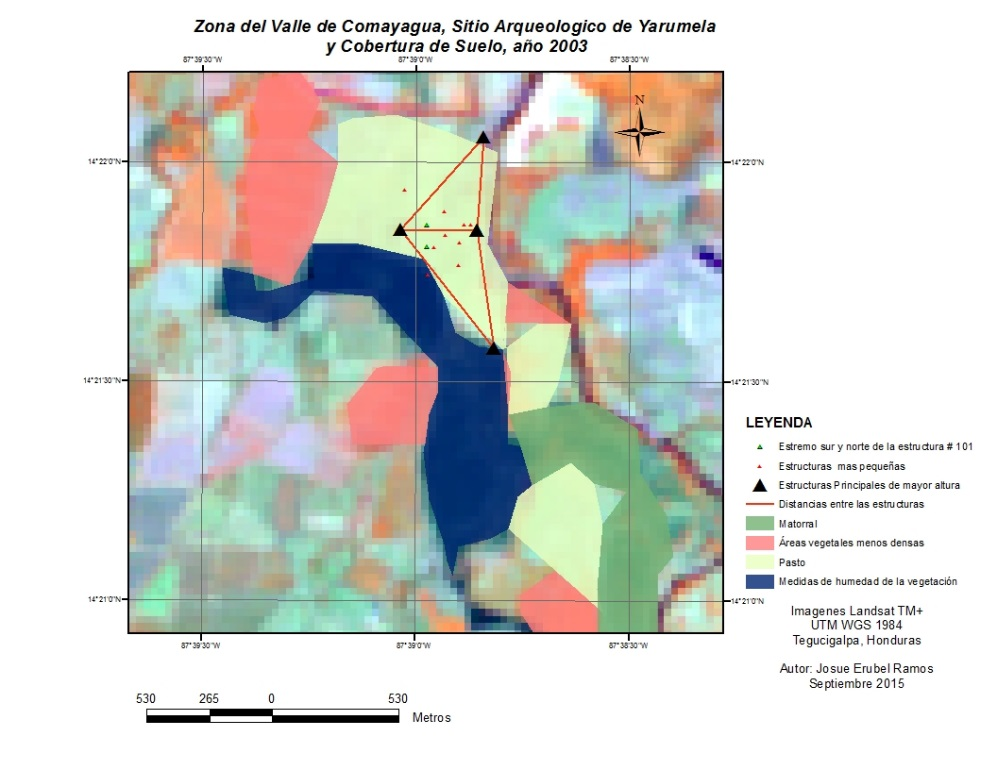 Zona del Valle de Comayagua, Sitio Arqueologico de Yarumela
y Cobertura de Suelo, año 2003
87°39'30"W 87°39'0"W 87°38'30"W
N
14°22'0"N 14°22'0"N
14°21'30"N 14°21'30"N
14°21'0"N 14°21'0"N
87°39'30"W 87°39'0"W 87°38'30"W
LEYENDA
Estremo sur y norte de la estructura # 101
Estructuras mas pequeñas
Estructuras Principales de mayor altura
Distancias entre las estructuras
Matorral
Áreas vegetales menos densas
Pasto
Medidas de humedad de la vegetación
Imagenes Landsat TM+
UTM WGS 1984
Tegucigalpa, Honduras
Autor: Josue Erubel Ramos
Septiembre 2015
530 265 0 530
Metros